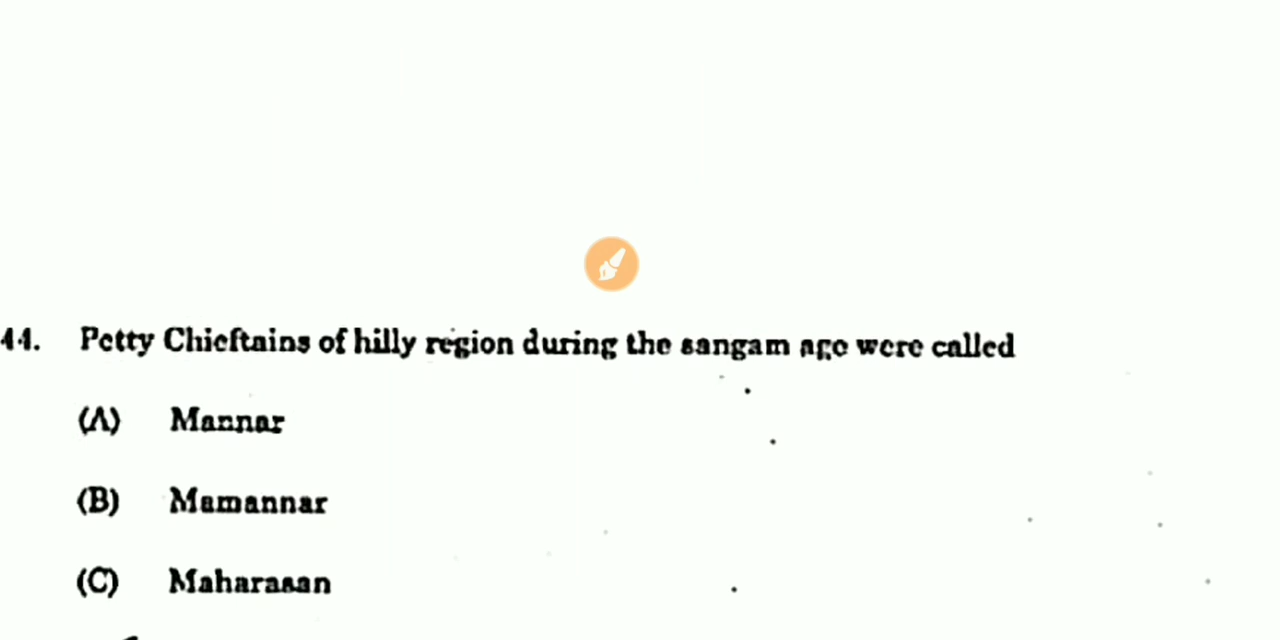 44. Petty Chieftains of hilly region during the sangam age were called
(A) Mannar
(B) Mamannar
(C) Maharasan